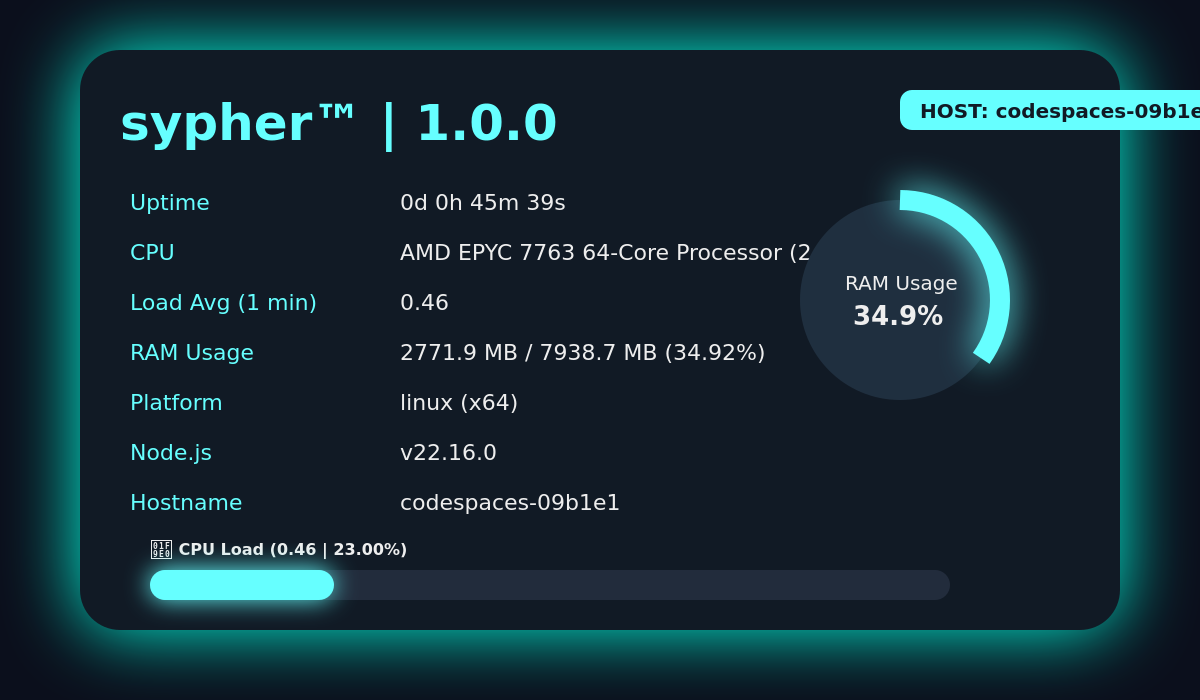 sypher™ | 1.0.0
HOST: codespaces-09b1e
Uptime 0d 0h 45m 39s
CPU AMD EPYC 7763 64-Core Processor (2
Load Avg (1 min) 0.46
RAM Usage 2771.9 MB / 7938.7 MB (34.92%)
Platform linux (x64)
Node.js v22.16.0
Hostname codespaces-09b1e1
RAM Usage
34.9%
CPU Load (0.46 | 23.00%)